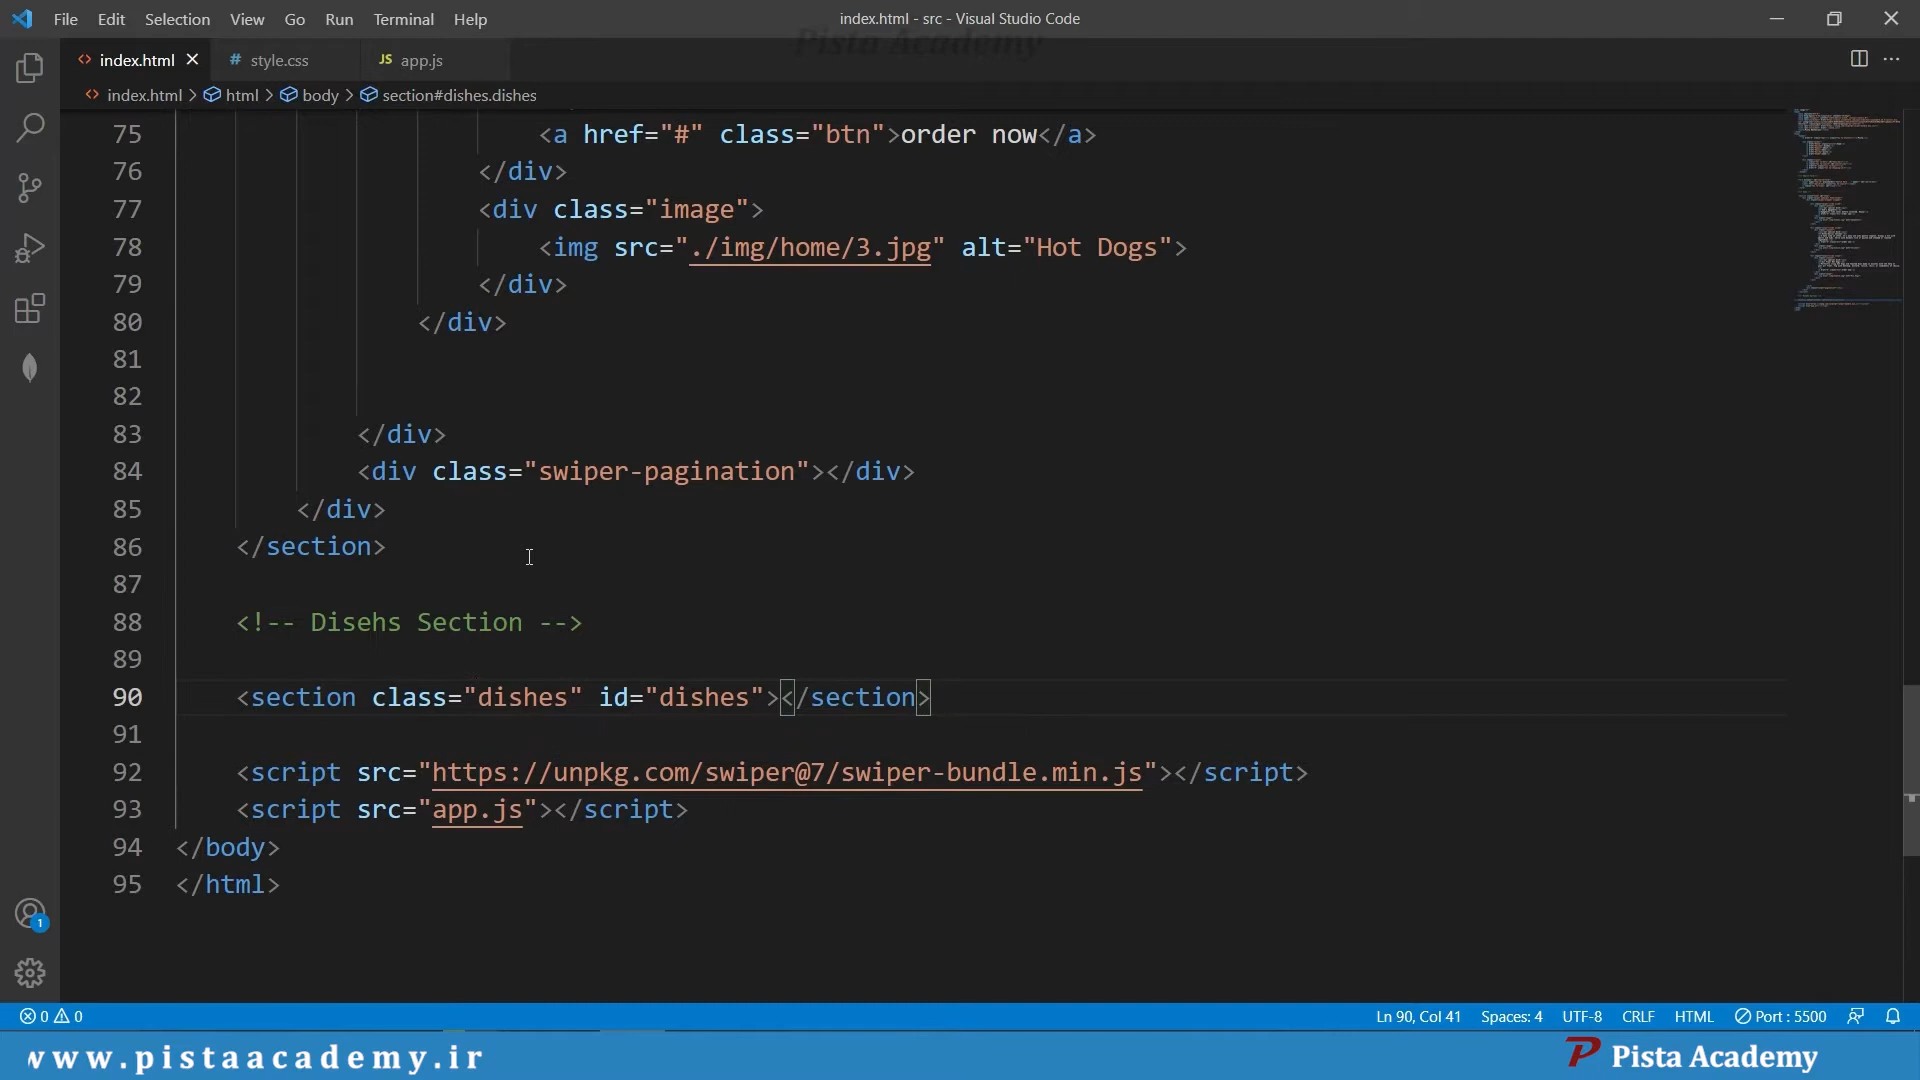 File Edit Selection View Go Run Terminal Help
index.html - src - Visual Studio Code
Pista Academy
index.html
# style.css
JS app.js
index.html > html > body > section#dishes.dishes
75 <a href="#" class="btn">order now</a>
76 </div>
77 <div class="image">
78 <img src="./img/home/3.jpg" alt="Hot Dogs">
79 </div>
80 </div>
81
82
83 </div>
84 <div class="swiper-pagination"></div>
85 </div>
86 </section>
87
88 <!-- Disehs Section -->
89
90 <section class="dishes" id="dishes"></section>
91
92 <script src="https://unpkg.com/swiper@7/swiper-bundle.min.js"></script>
93 <script src="app.js"></script>
94 </body>
95 </html>
1
0 0
Ln 90, Col 41 Spaces: 4 UTF-8 CRLF HTML Port : 5500
www.pistaacademy.ir
Pista Academy